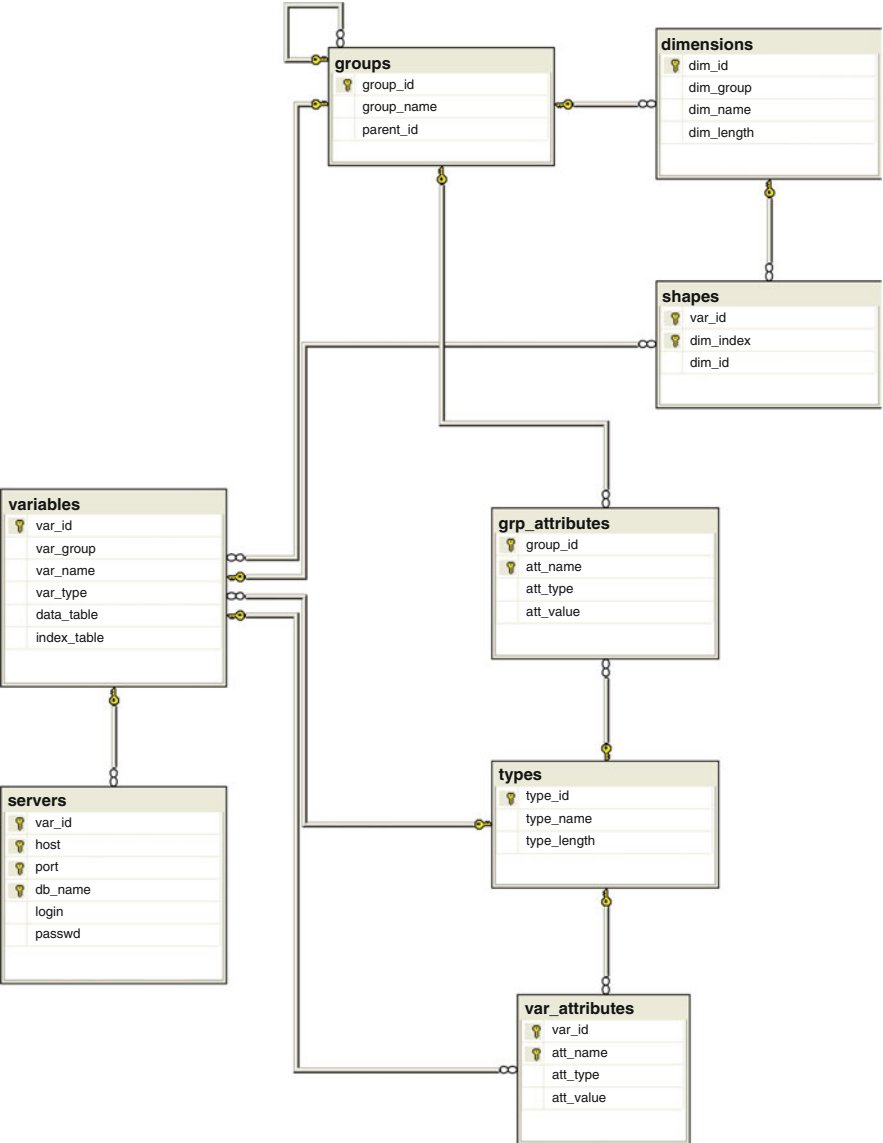 groups
group_id
group_name
parent_id
dimensions
dim_id
dim_group
dim_name
dim_length
shapes
var_id
dim_index
dim_id
variables
var_id
var_group
var_name
var_type
data_table
index_table
grp_attributes
group_id
att_name
att_type
att_value
types
type_id
type_name
type_length
servers
var_id
host
port
db_name
login
passwd
var_attributes
var_id
att_name
att_type
att_value